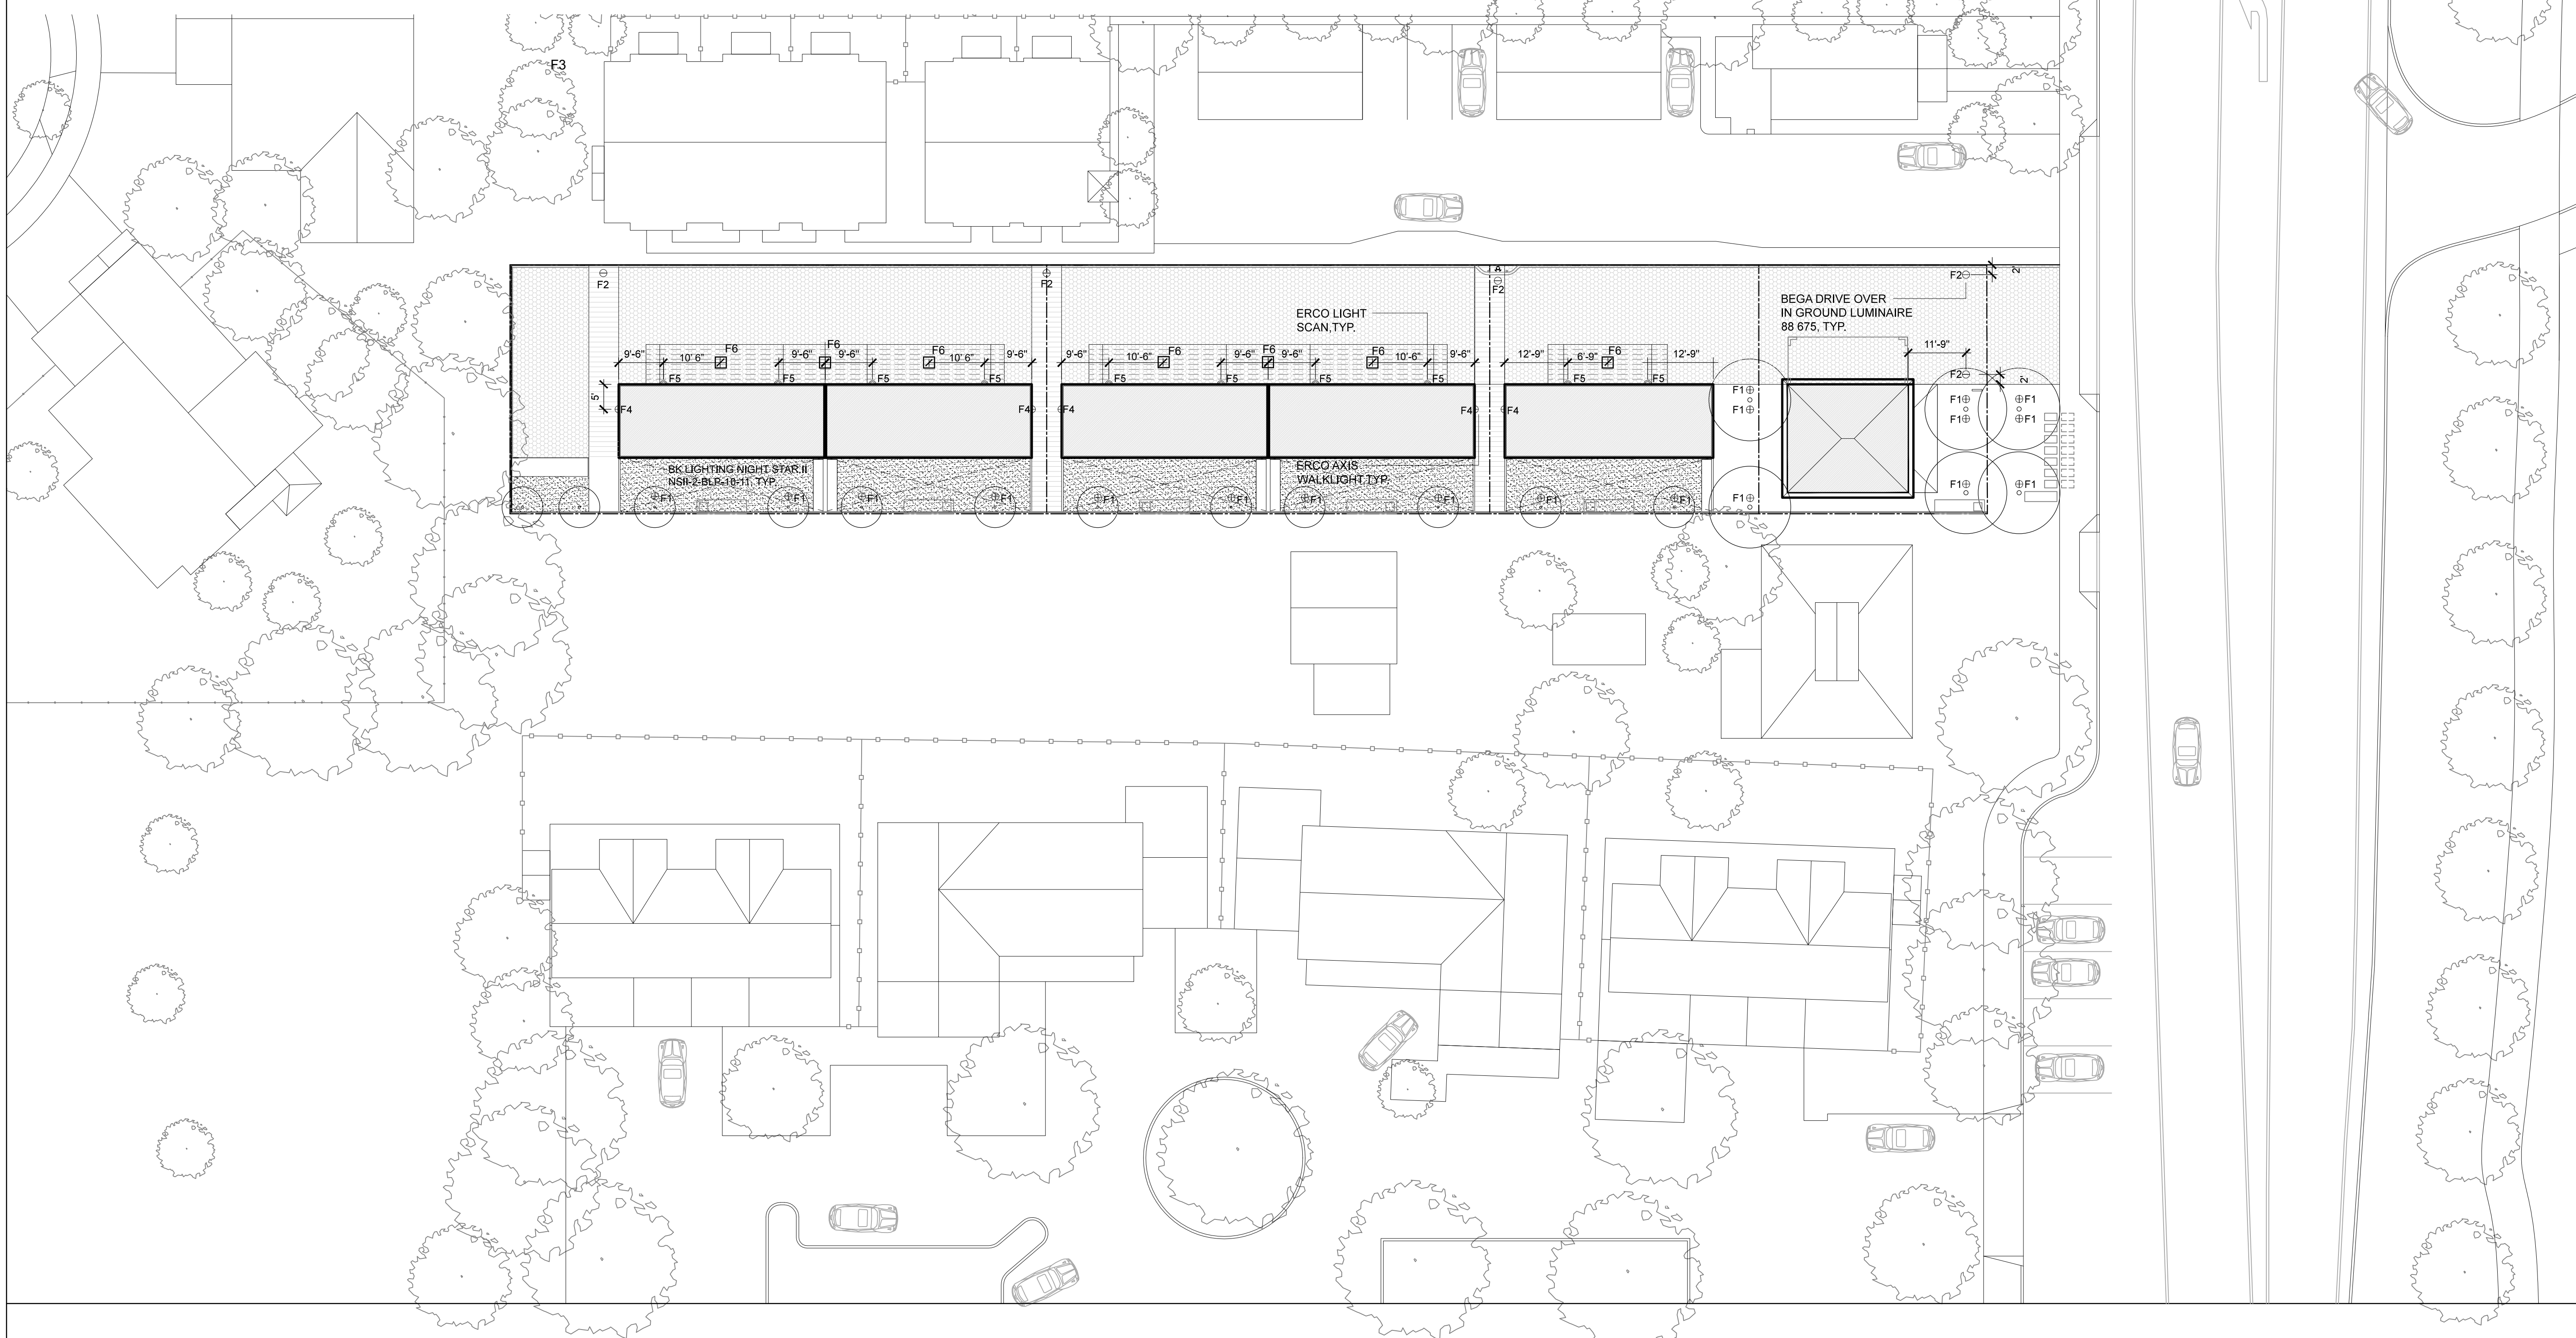 F3
A
F2
F2
F2
F2
2'
ERCO LIGHT
SCAN,TYP.
BEGA DRIVE OVER
IN GROUND LUMINAIRE
88 675, TYP.
9'-6"
10' 6"
F6
9'-6"
F6
9'-6"
F6
10' 6"
9'-6"
9'-6"
10'-6"
F6
9'-6"
F6
9'-6"
F6
10'-6"
9'-6"
12'-9"
6'-9"
F6
12'-9"
11'-9"
F5
F5
F5
F5
F5
F5
F5
F5
F5
F5
F2
2'
5'
F4
F4
F4
F4
F4
F1
F1
F1
F1
F1
F1
BK LIGHTING NIGHT STAR II
NSII-2-BLP-10-11, TYP.
ERCO AXIS
WALKLIGHT,TYP.
F1
F1
F1
F1
F1
F1
F1
F1
F1
F1
F1
F1
F1